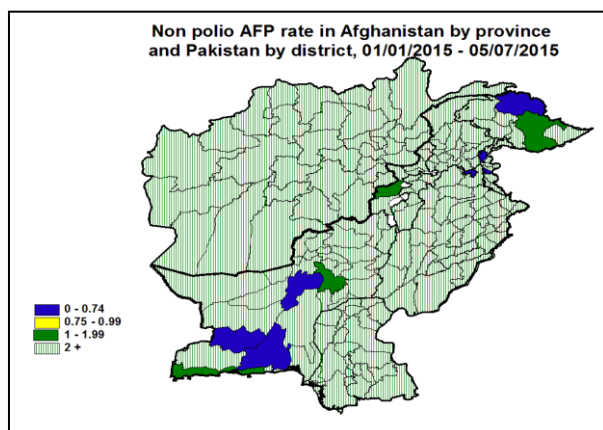 Non polio AFP rate in Afghanistan by province
and Pakistan by district, 01/01/2015 - 05/07/2015
0 - 0.74
0.75 - 0.99
1 - 1.99
2 +